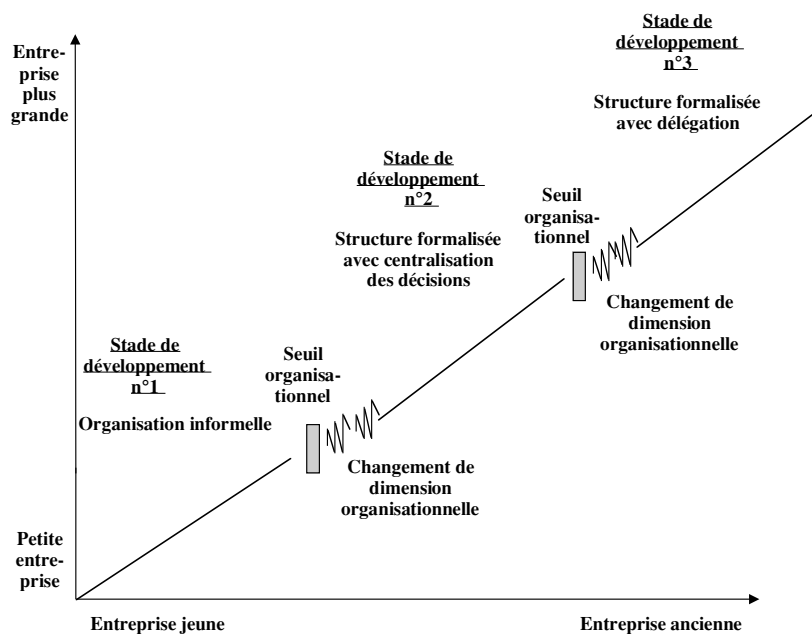 Entre-
prise
plus
grande
Stade de
développement
n°3
Structure formalisée
avec délégation
Stade de
développement
n°2
Structure formalisée
avec centralisation
des décisions
Seuil
organisa-
tionnel
Changement de
dimension
organisationnelle
Stade de
développement
n°1
Organisation informelle
Seuil
organisa-
tionnel
Changement de
dimension
organisationnelle
Petite
entre-
prise
Entreprise jeune
Entreprise ancienne